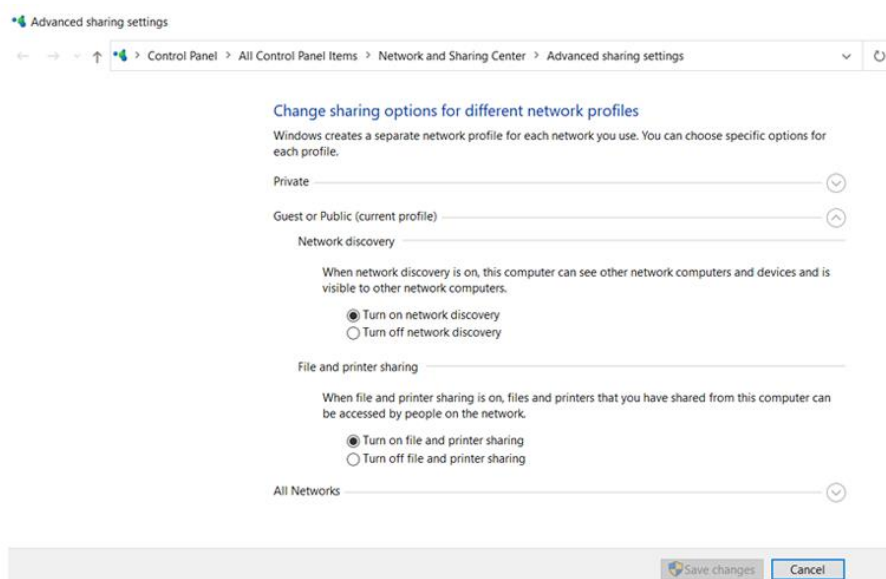 Advanced sharing settings
Control Panel > All Control Panel Items > Network and Sharing Center > Advanced sharing settings
Change sharing options for different network profiles
Windows creates a separate network profile for each network you use. You can choose specific options for
each profile.
Private
Guest or Public (current profile)
Network discovery
When network discovery is on, this computer can see other network computers and devices and is
visible to other network computers.
Turn on network discovery
Turn off network discovery
File and printer sharing
When file and printer sharing is on, files and printers that you have shared from this computer can
be accessed by people on the network.
Turn on file and printer sharing
Turn off file and printer sharing
All Networks
Save changes
Cancel